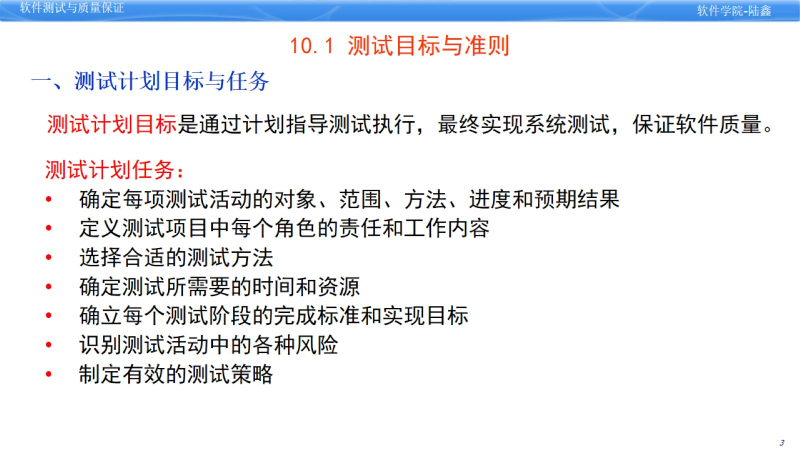 软件测试与质量保证
软件学院-陆鑫
10.1 测试目标与准则
一、测试计划目标与任务
测试计划目标是通过计划指导测试执行，最终实现系统测试，保证软件质量。
测试计划任务：
• 确定每项测试活动的对象、范围、方法、进度和预期结果
• 定义测试项目中每个角色的责任和工作内容
• 选择合适的测试方法
• 确定测试所需要的时间和资源
• 确立每个测试阶段的完成标准和实现目标
• 识别测试活动中的各种风险
• 制定有效的测试策略
3